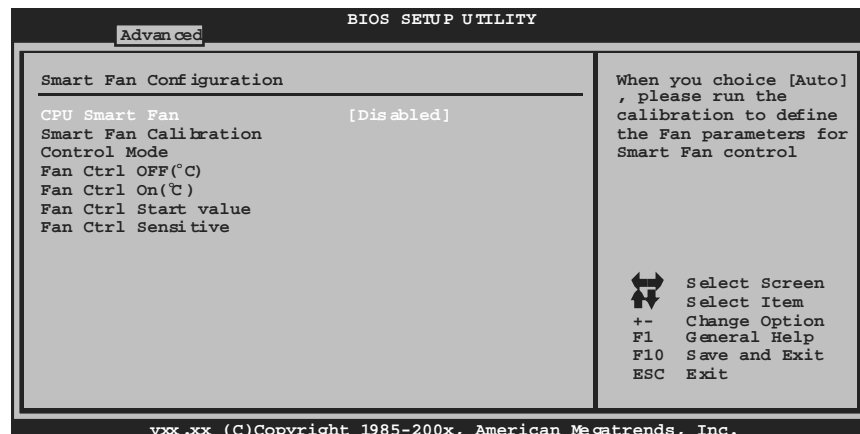 BIOS SETUP UTILITY
Advanced
Smart Fan Configuration
CPU Smart Fan [Disabled]
Smart Fan Calibration
Control Mode
Fan Ctrl OFF(°C)
Fan Ctrl On(°C)
Fan Ctrl Start value
Fan Ctrl Sensitive
When you choice [Auto]
, please run the
calibration to define
the Fan parameters for
Smart Fan control
Select Screen
Select Item
+- Change Option
F1 General Help
F10 Save and Exit
ESC Exit
vxx.xx (C)Copyright 1985-200x, American Megatrends, Inc.